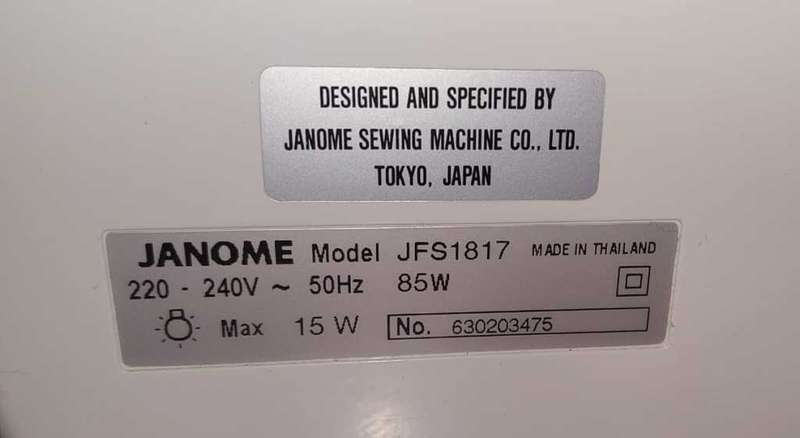 DESIGNED AND SPECIFIED BY
JANOME SEWING MACHINE CO., LTD.
TOKYO, JAPAN
JANOME Model JFS1817 MADE IN THAILAND
220 - 240V ~ 50Hz 85W
Max 15 W No. 630203475